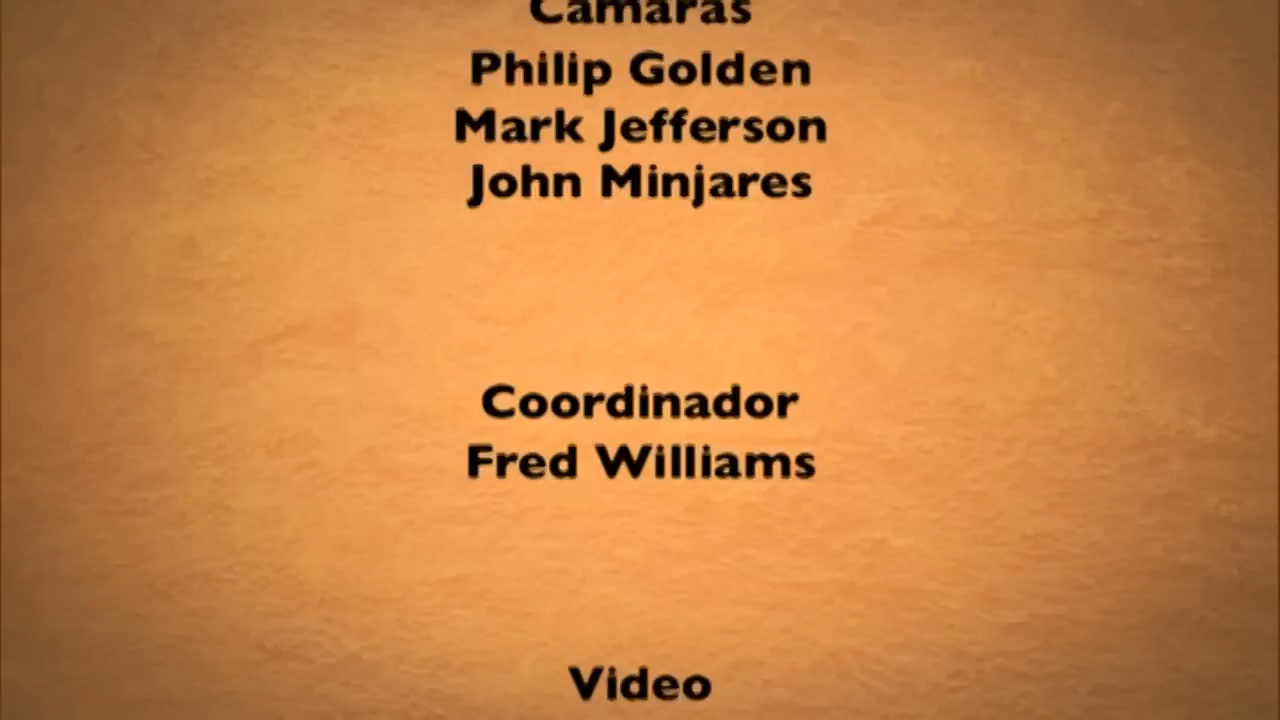 Camaras
Philip Golden
Mark Jefferson
John Minjares
Coordinador
Fred Williams
Video